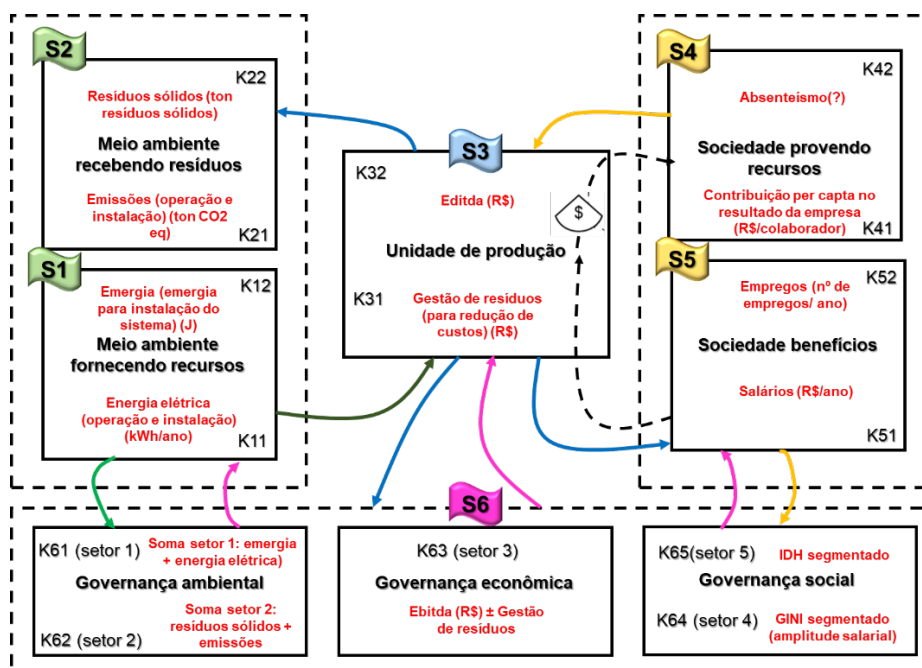 S2
K22
Resíduos sólidos (ton
resíduos sólidos)
Meio ambiente
recebendo resíduos
Emissões (operação e
instalação) (ton CO2
eq)
K21
S1
K12
Emergia (emergia
para instalação do
sistema) (J)
Meio ambiente
fornecendo recursos
Energia elétrica
(operação e instalação)
(kWh/ano)
K11
S3
K32
Editda (R$)
$
Unidade de produção
K31
Gestão de resíduos
(para redução de
custos) (R$)
S4
K42
Absenteísmo(?)
Sociedade provendo
recursos
Contribuição per capta no
resultado da empresa
(R$/colaborador)
K41
S5
K52
Empregos (nº de
empregos/ ano)
Sociedade benefícios
Salários (R$/ano)
K51
S6
K61 (setor 1)
Soma setor 1: emergia
+ energia elétrica)
Governança ambiental
Soma setor 2:
resíduos sólidos +
emissões
K62 (setor 2)
K63 (setor 3)
Governança econômica
Ebitda (R$) ± Gestão
de resíduos
K65(setor 5)
IDH segmentado
Governança social
K64 (setor 4)
GINI segmentado
(amplitude salarial)